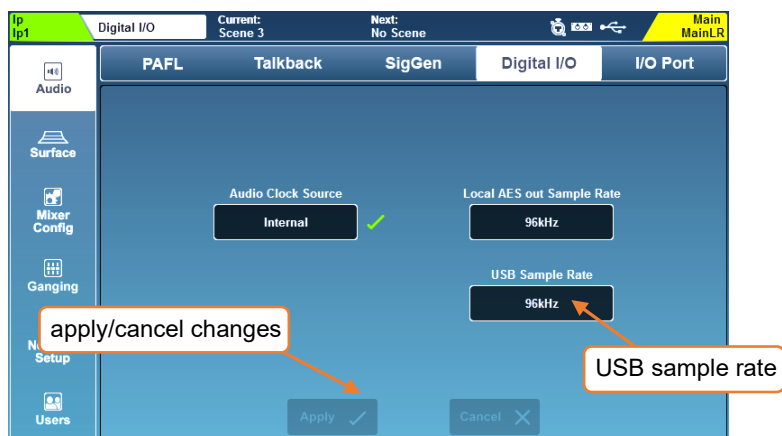 Ip
Ip1
Digital I/O
Current:
Scene 3
Next:
No Scene
Main
MainLR
Audio
PAFL
Talkback
SigGen
Digital I/O
I/O Port
Surface
Mixer
Config
Ganging
Setup
Users
Audio Clock Source
Internal
Local AES out Sample Rate
96kHz
USB Sample Rate
96kHz
apply/cancel changes
USB sample rate
Apply
Cancel